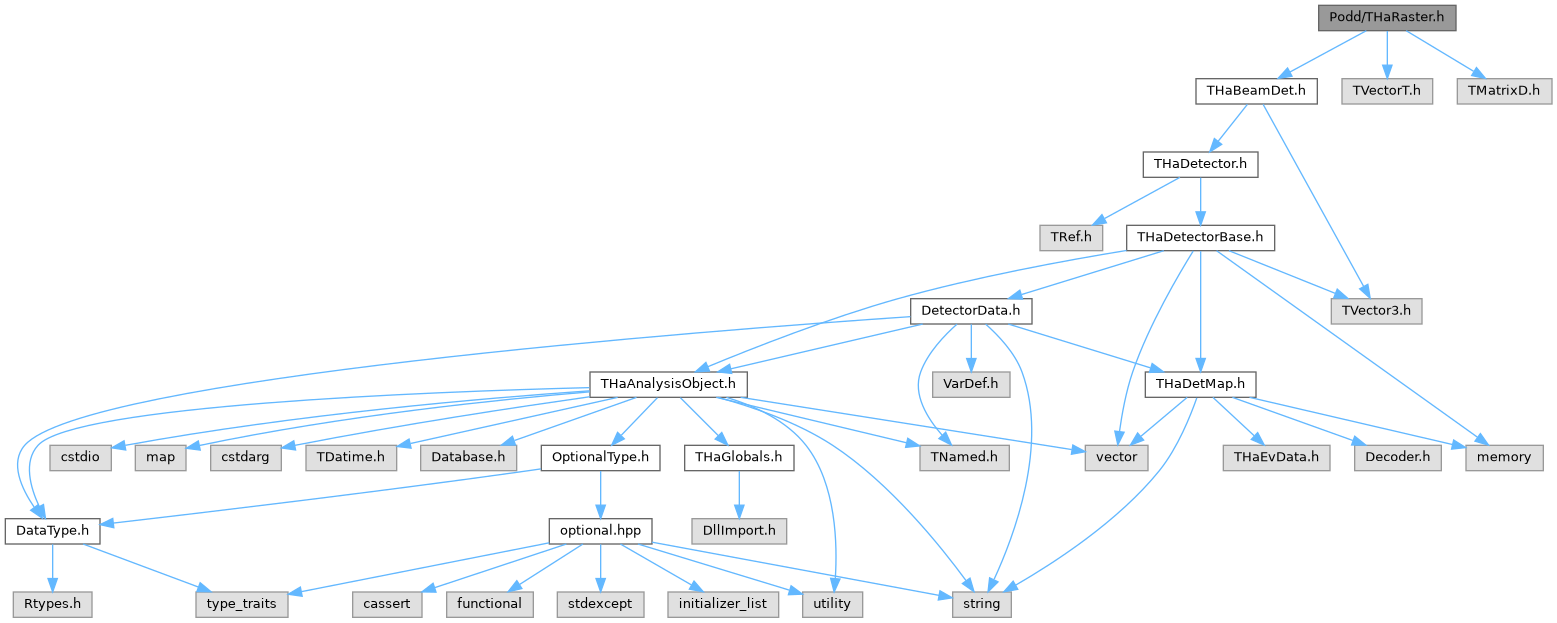 Podd/THaRaster.h
THaBeamDet.h
TVectorT.h
TMatrixD.h
THaDetector.h
TRef.h
THaDetectorBase.h
DetectorData.h
TVector3.h
THaAnalysisObject.h
VarDef.h
THaDetMap.h
cstdio
map
cstdarg
TDatime.h
Database.h
OptionalType.h
THaGlobals.h
TNamed.h
vector
THaEvData.h
Decoder.h
memory
DataType.h
optional.hpp
DllImport.h
Rtypes.h
type_traits
cassert
functional
stdexcept
initializer_list
utility
string